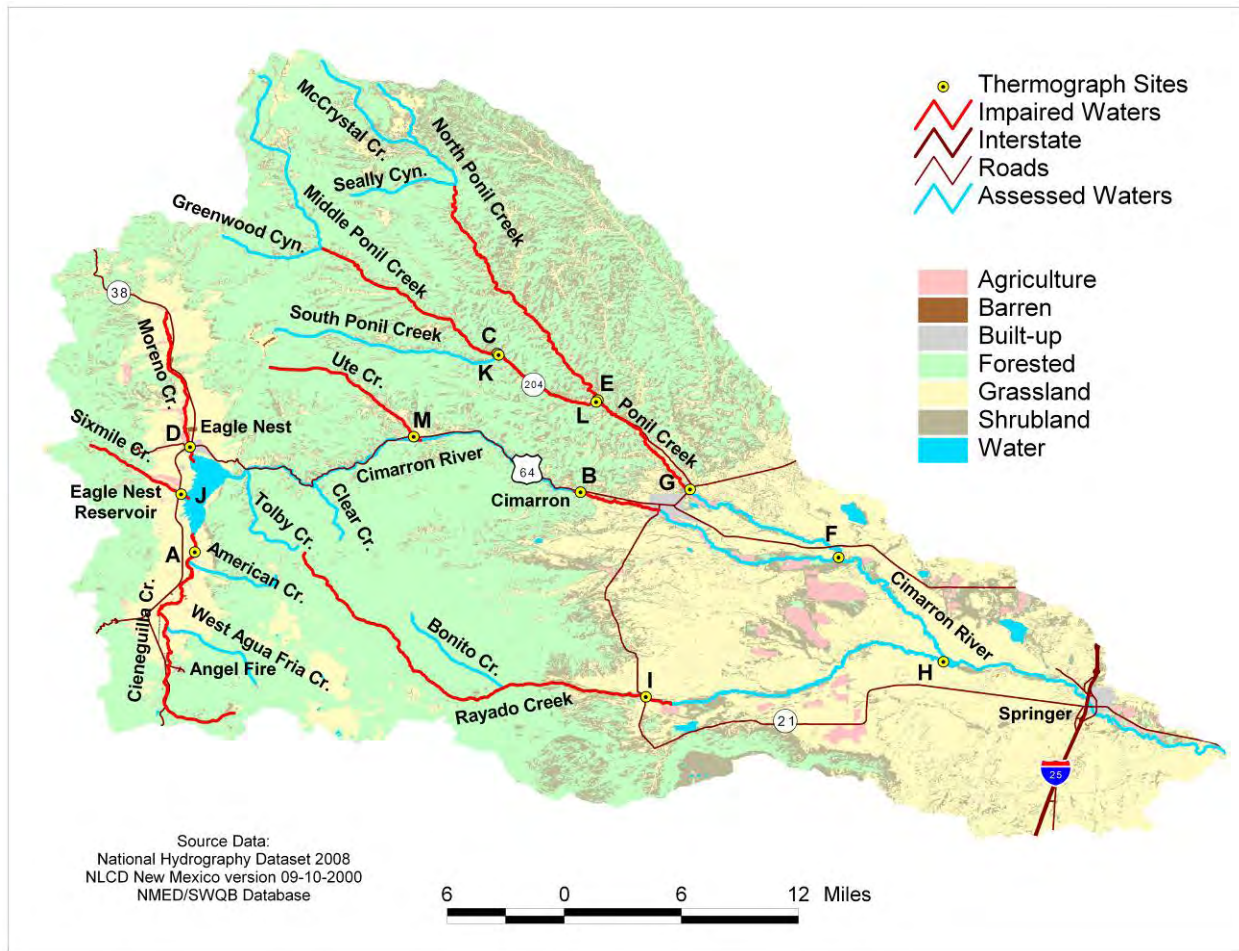 Thermograph Sites
Impaired Waters
Interstate
Roads
Assessed Waters
Agriculture
Barren
Built-up
Forested
Grassland
Shrubland
Water
McCrystal Cr.
North Ponil Creek
Seally Cyn.
Greenwood Cyn.
Middle Ponil Creek
38
South Ponil Creek
C
K
Moreno Cr.
Ute Cr.
204
E
L
Ponil Creek
Sixmile Cr.
D
Eagle Nest
M
Cimarron River
64
Eagle Nest
Reservoir
J
Tolby Cr.
Clear Cr.
Cimarron
B
G
F
A
American Cr.
Cimarron River
Cieneguilla Cr.
West Agua Fria Cr.
Angel Fire
Bonito Cr.
Rayado Creek
I
H
21
Springer
25
Source Data:
National Hydrography Dataset 2008
NLCD New Mexico version 09-10-2000
NMED/SWQB Database
6 0 6 12 Miles